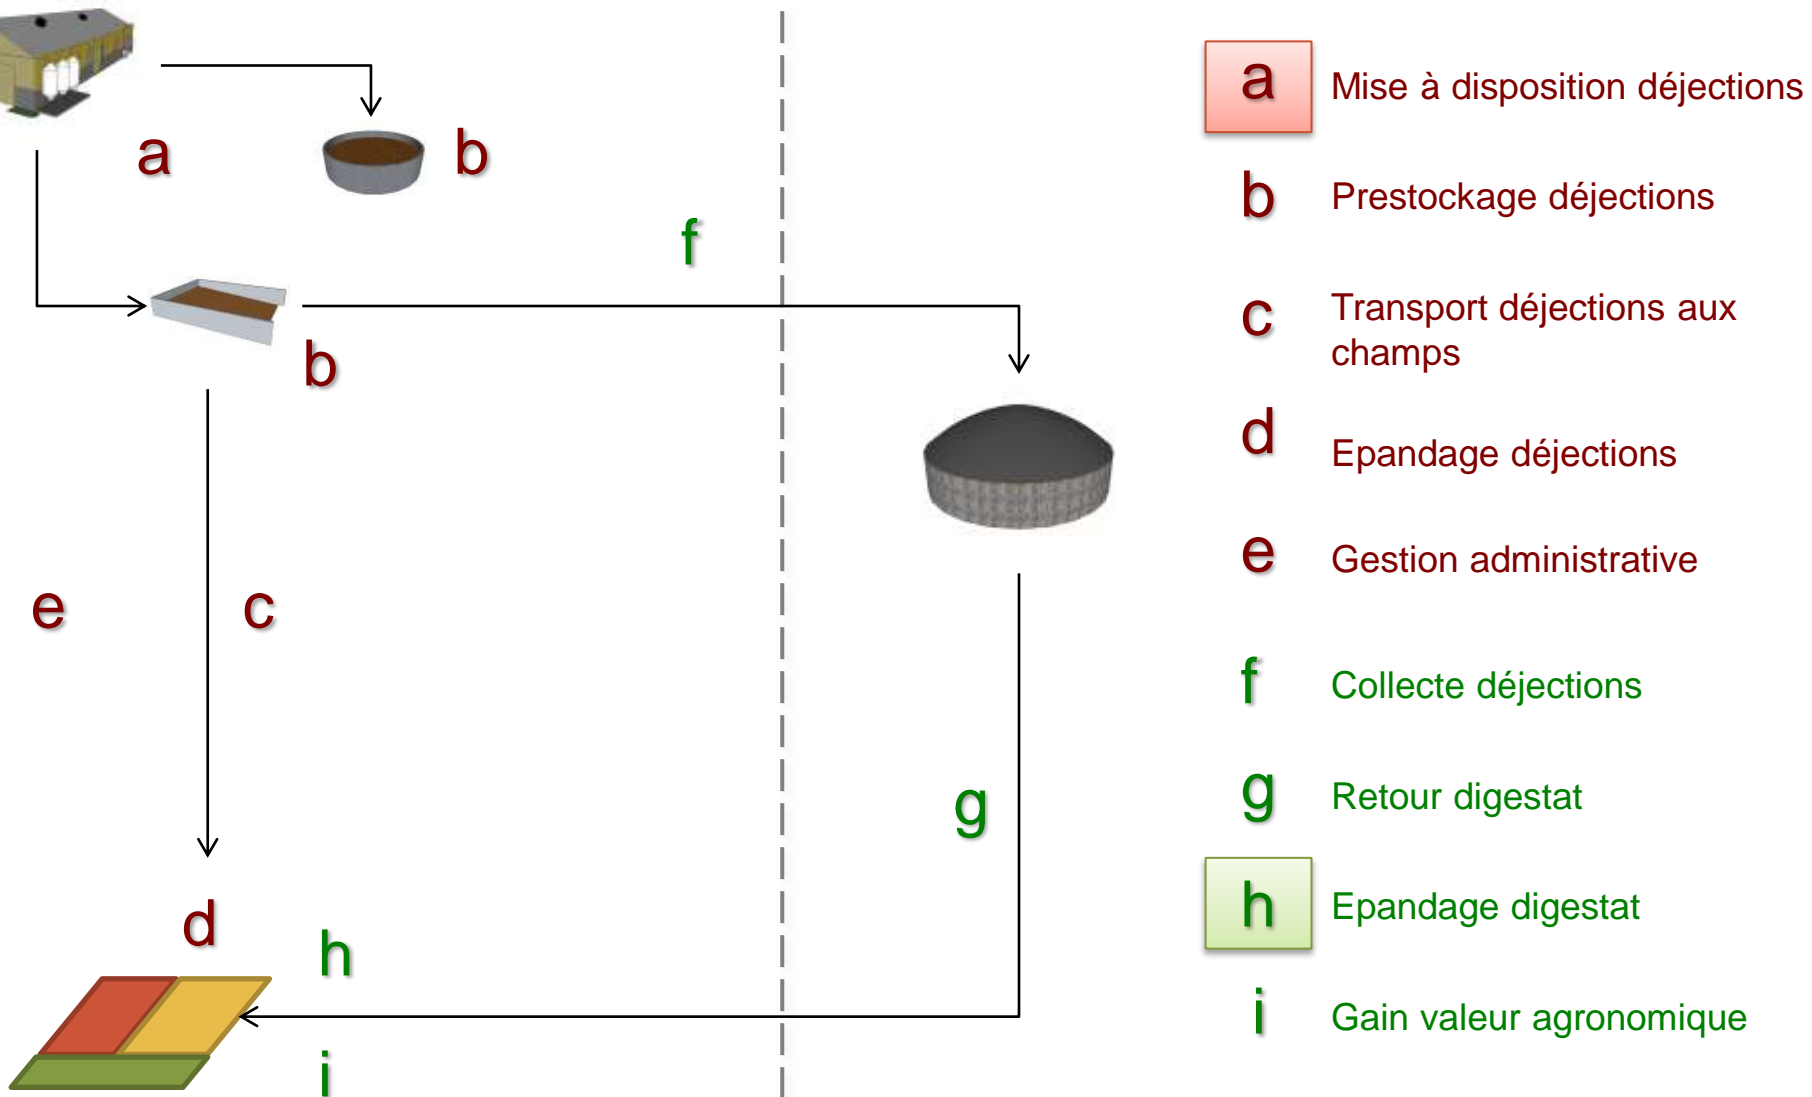 a
b
f
b
e
c
g
d
h
i
a Mise à disposition déjections
b Prestockage déjections
c Transport déjections aux
champs
d Epandage déjections
e Gestion administrative
f Collecte déjections
g Retour digestat
h Epandage digestat
i Gain valeur agronomique